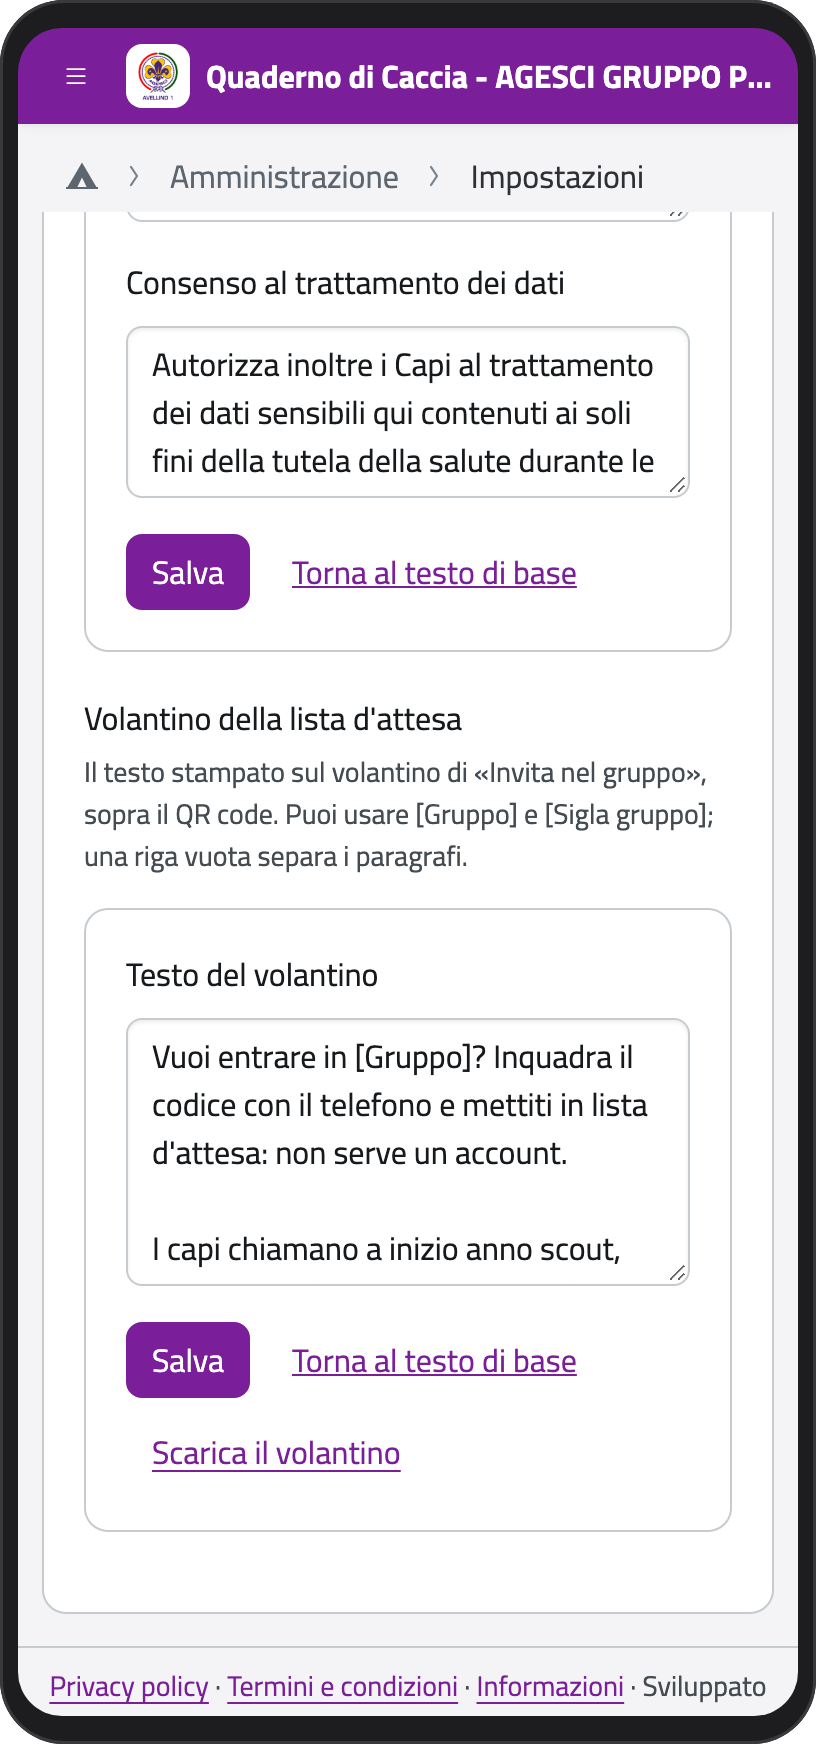 AVELLINO 1
Quaderno di Caccia - AGESCI GRUPPO P...
Amministrazione > Impostazioni
Consenso al trattamento dei dati
Autorizza inoltre i Capi al trattamento
dei dati sensibili qui contenuti ai soli
fini della tutela della salute durante le
Salva Torna al testo di base
Volantino della lista d'attesa
Il testo stampato sul volantino di «Invita nel gruppo»,
sopra il QR code. Puoi usare [Gruppo] e [Sigla gruppo];
una riga vuota separa i paragrafi.
Testo del volantino
Vuoi entrare in [Gruppo]? Inquadra il
codice con il telefono e mettiti in lista
d'attesa: non serve un account.
I capi chiamano a inizio anno scout,
Salva Torna al testo di base
Scarica il volantino
Privacy policy · Termini e condizioni · Informazioni · Sviluppato